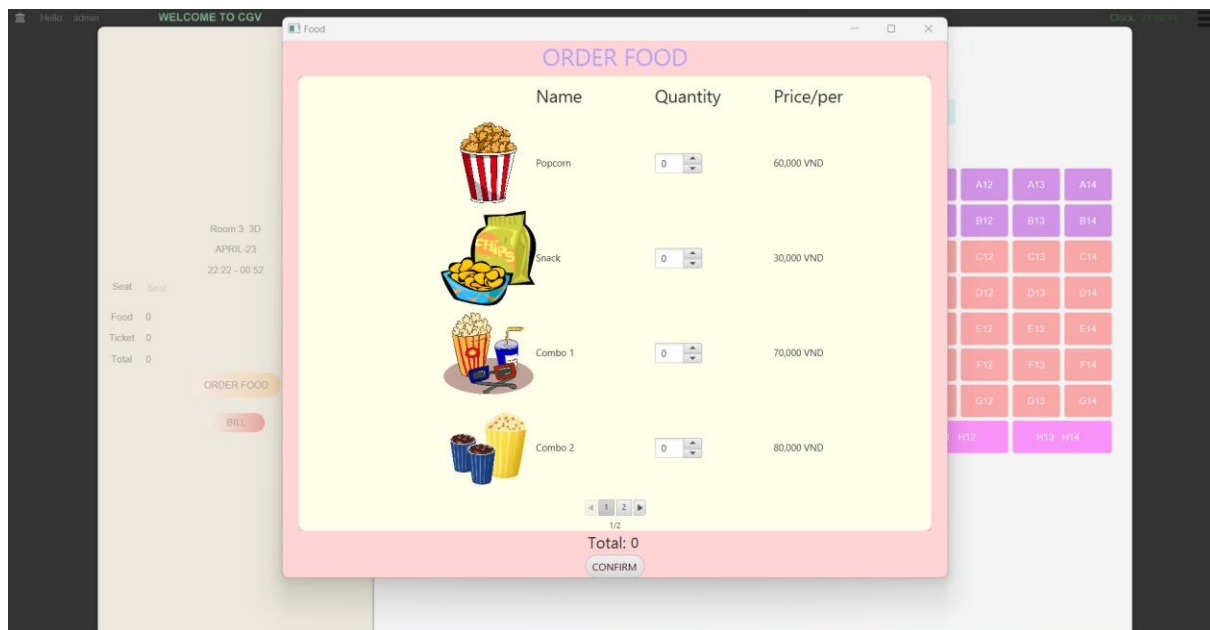 Hello: admin
WELCOME TO CGV
Clock:
Room 3 3D
APRIL-23
22:22 - 00:52
Seat Seat
Food 0
Ticket 0
Total 0
ORDER FOOD
BILL
Food
ORDER FOOD
Name Quantity Price/per
Popcorn 0 60,000 VND
CHIPS
Snack 0 30,000 VND
Combo 1 0 70,000 VND
Combo 2 0 80,000 VND
1 2
1/2
Total: 0
CONFIRM
A12 A13 A14
B12 B13 B14
C12 C13 C14
D12 D13 D14
E12 E13 E14
F12 F13 F14
G12 G13 G14
H12 H13 H14